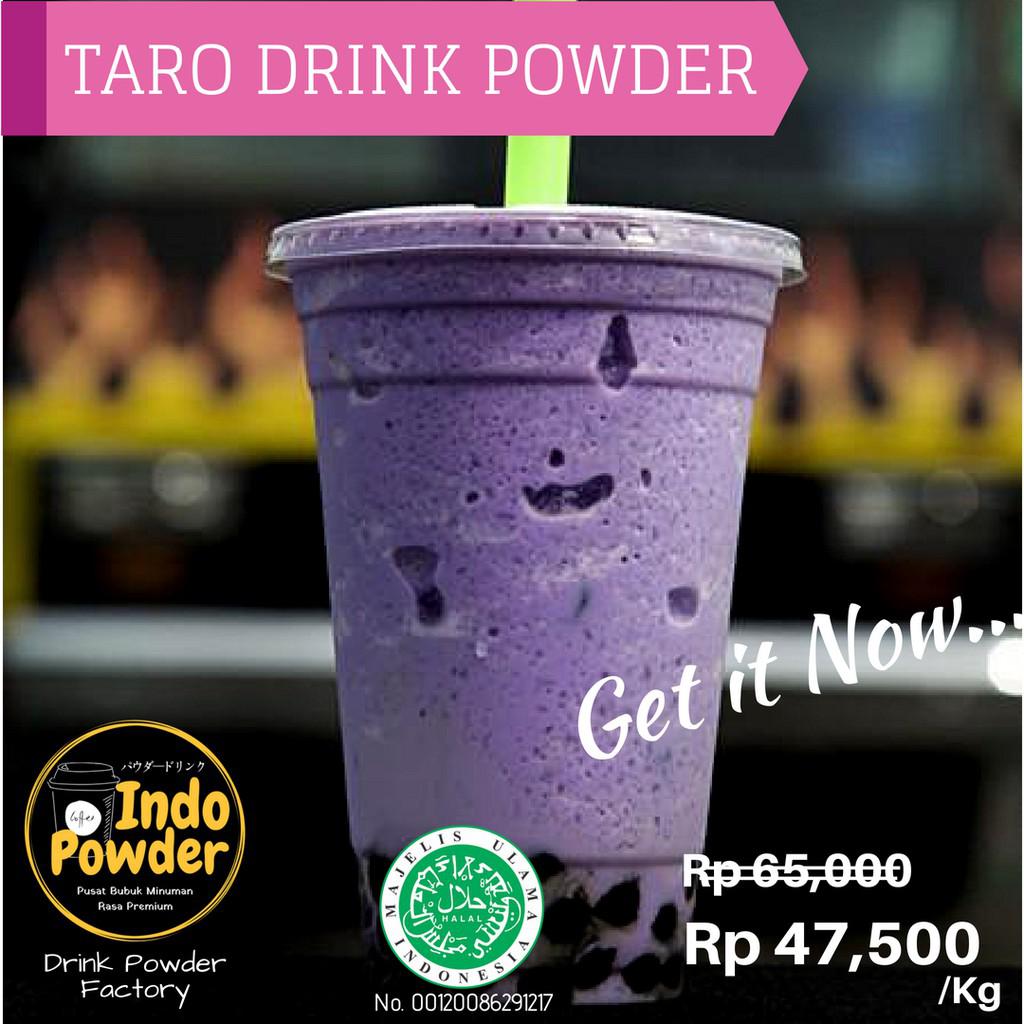 TARO DRINK POWDER
Get it Now...
パウダードリンク
Coffee
Indo
Powder
Pusat Bubuk Minuman
Rasa Premium
Drink Powder
Factory
MAJELIS ULAMA
INDONESIA
حلال
HALAL
No. 00120086291217
Rp 65,000
Rp 47,500
/Kg